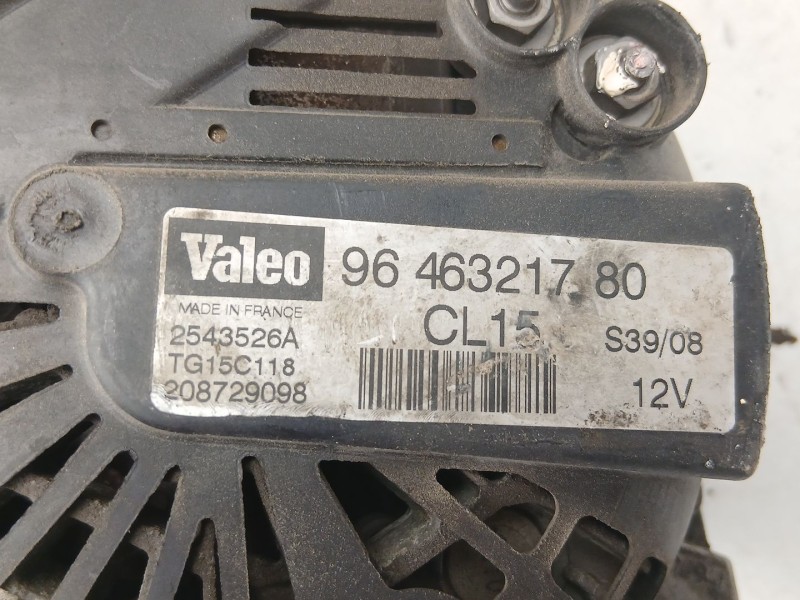 Valeo 96 463217 80
MADE IN FRANCE
CL15
2543526A
S39/08
TG15C118
208729098
12V